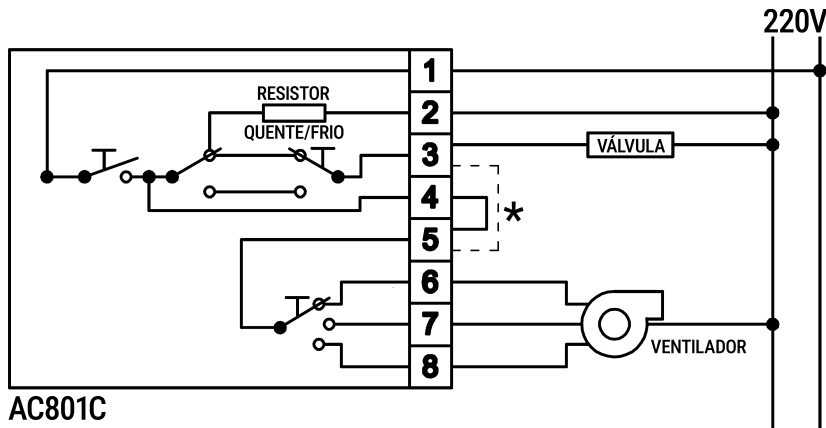 220V
1
RESISTOR
2
QUENTE/FRIO
3
VÁLVULA
4
*
5
6
7
VENTILADOR
8
AC801C